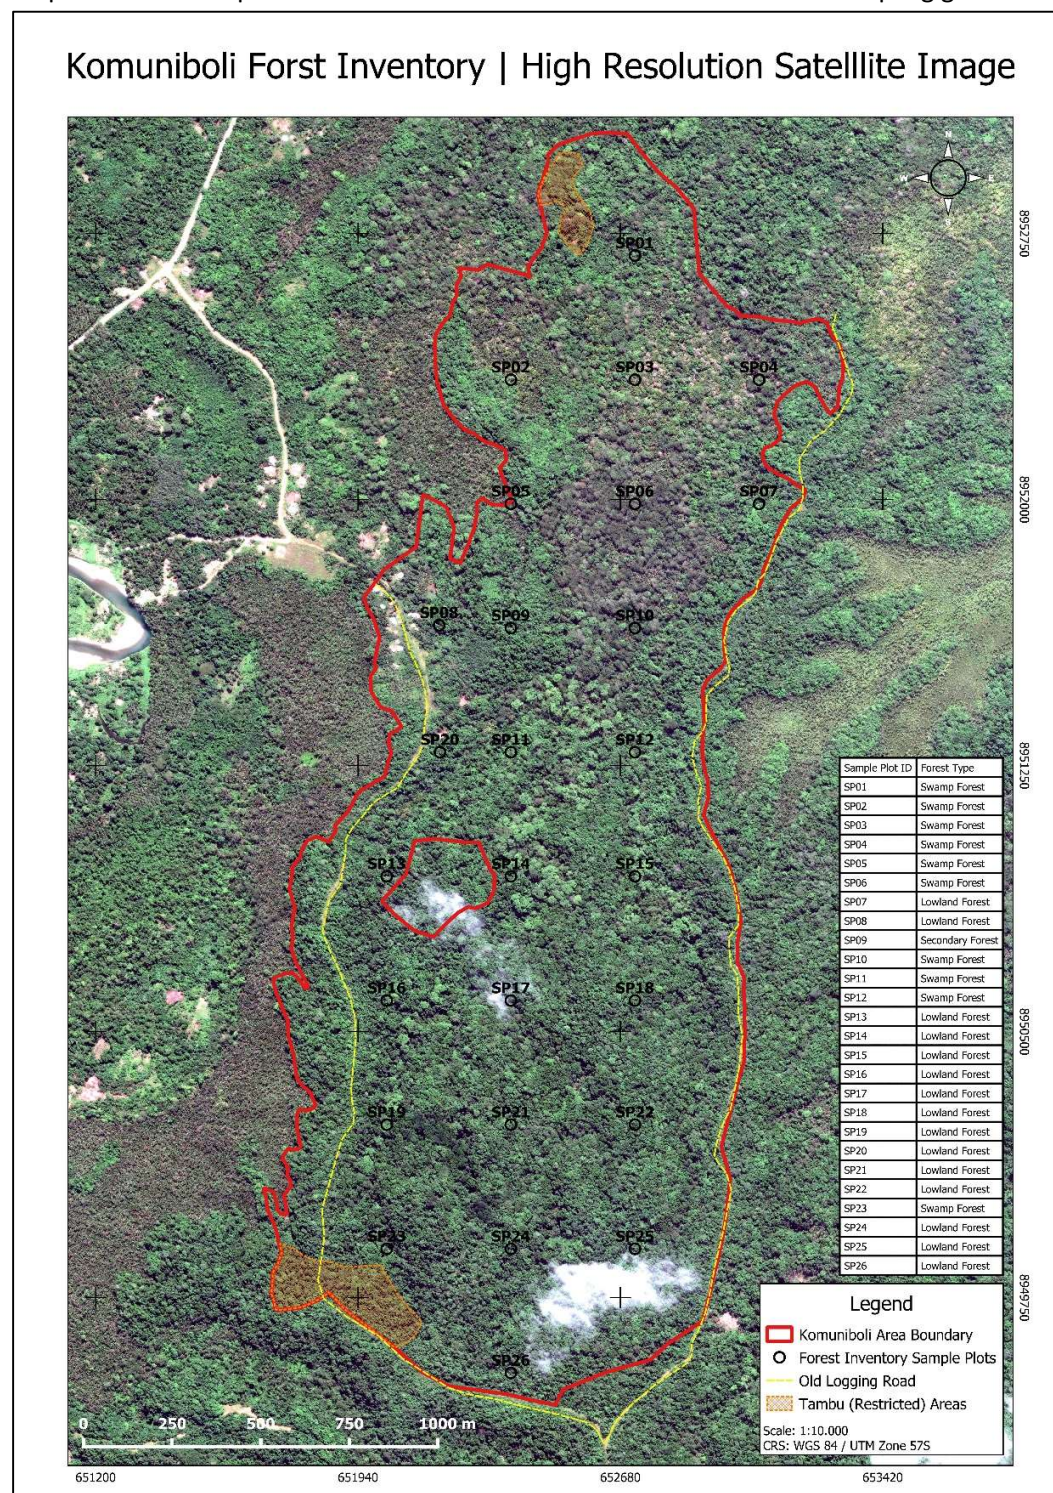 Komuniboli Forst Inventory | High Resolution Satelllite Image
N
W E
8952750
SP01
SP02 SP03 SP04
8952000
SP05 SP06 SP07
SP08 SP09 SP10
8951250
SP20 SP11 SP12
Sample Plot ID Forest Type
SP01 Swamp Forest
SP02 Swamp Forest
SP03 Swamp Forest
SP04 Swamp Forest
SP05 Swamp Forest
SP06 Swamp Forest
SP07 Lowland Forest
SP08 Lowland Forest
SP09 Secondary Forest
SP10 Swamp Forest
SP11 Swamp Forest
SP12 Swamp Forest
SP13 Lowland Forest
SP14 Lowland Forest
SP15 Lowland Forest
SP16 Lowland Forest
SP17 Lowland Forest
SP18 Lowland Forest
SP19 Lowland Forest
SP20 Lowland Forest
SP21 Lowland Forest
SP22 Lowland Forest
SP23 Swamp Forest
SP24 Lowland Forest
SP25 Lowland Forest
SP26 Lowland Forest
SP13 SP14 SP15
SP16 SP17 SP18
8950500
SP19 SP21 SP22
SP23 SP24 SP25
8949750
SP26
Legend
Komuniboli Area Boundary
Forest Inventory Sample Plots
Old Logging Road
Tambu (Restricted) Areas
Scale: 1:10.000
CRS: WGS 84 / UTM Zone 57S
0 250 500 750 1000 m
651200 651940 652680 653420